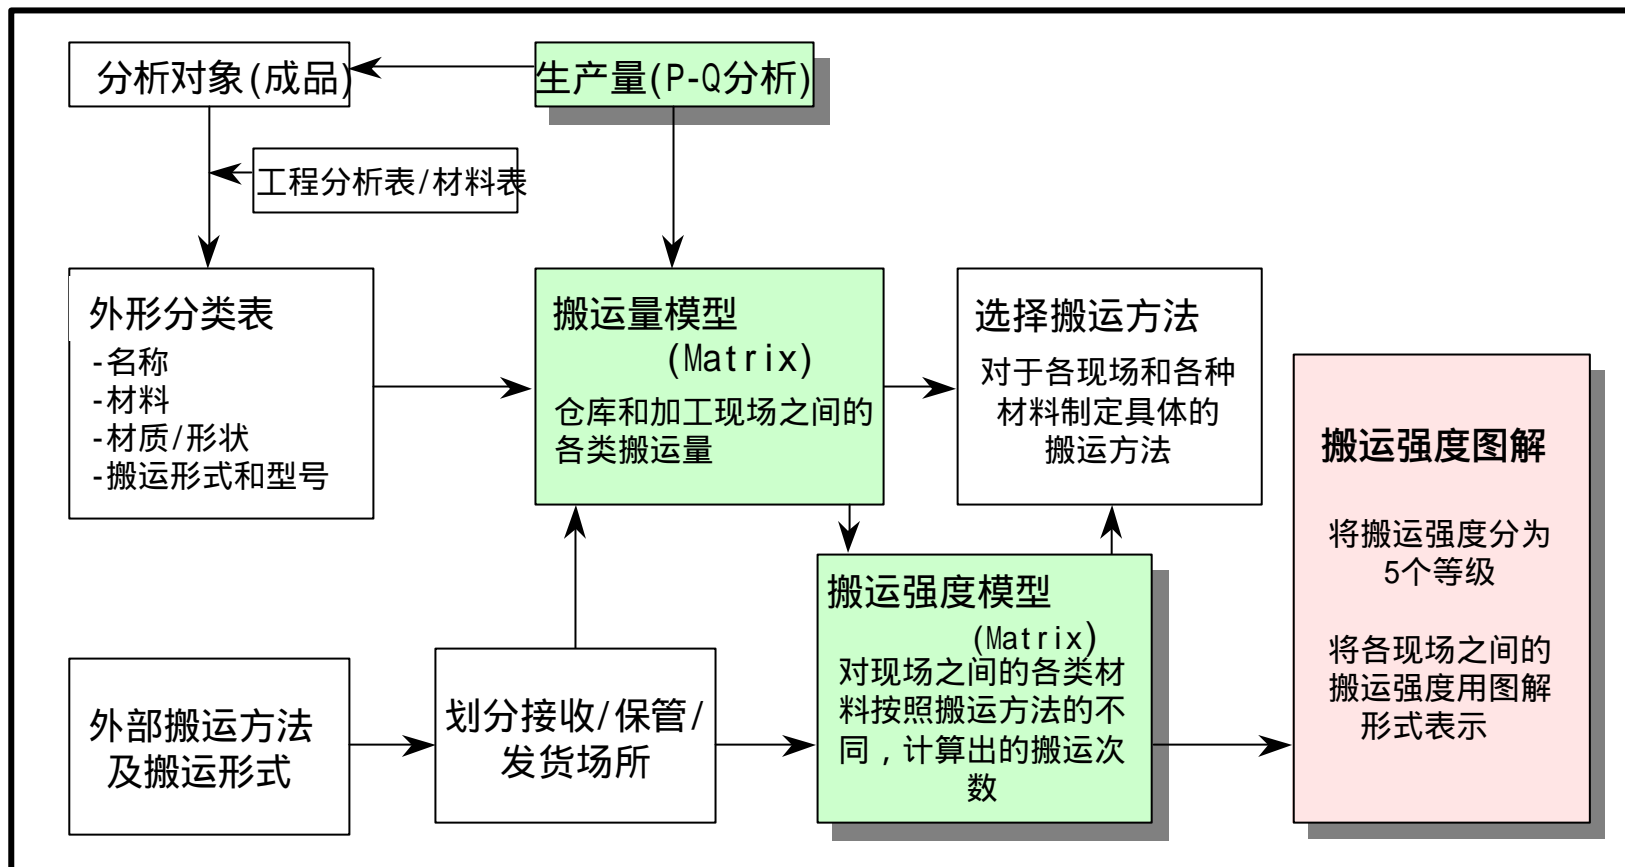 分析对象(成品)
生产量(P-Q分析)
工程分析表/材料表
外形分类表
-名称
-材料
-材质/形状
-搬运形式和型号
搬运量模型
(Matrix)
仓库和加工现场之间的
各类搬运量
选择搬运方法
对于各现场和各种
材料制定具体的
搬运方法
搬运强度图解
将搬运强度分为
5个等级
将各现场之间的
搬运强度用图解
形式表示
搬运强度模型
(Matrix)
对现场之间的各类材
料按照搬运方法的不
同，计算出的搬运次
数
外部搬运方法
及搬运形式
划分接收/保管/
发货场所